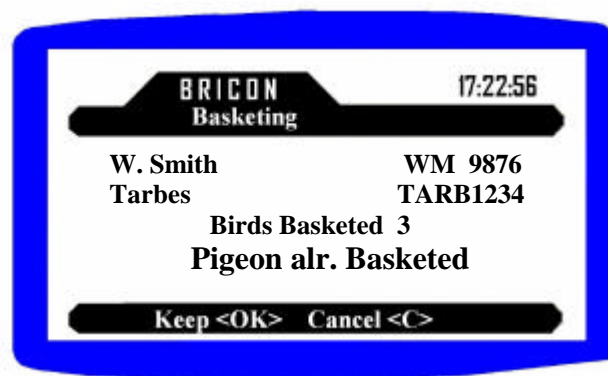 BRICON 17:22:56
Basketing
W. Smith WM 9876
Tarbes TARB1234
Birds Basketed 3
Pigeon alr. Basketed
Keep <OK> Cancel <C>